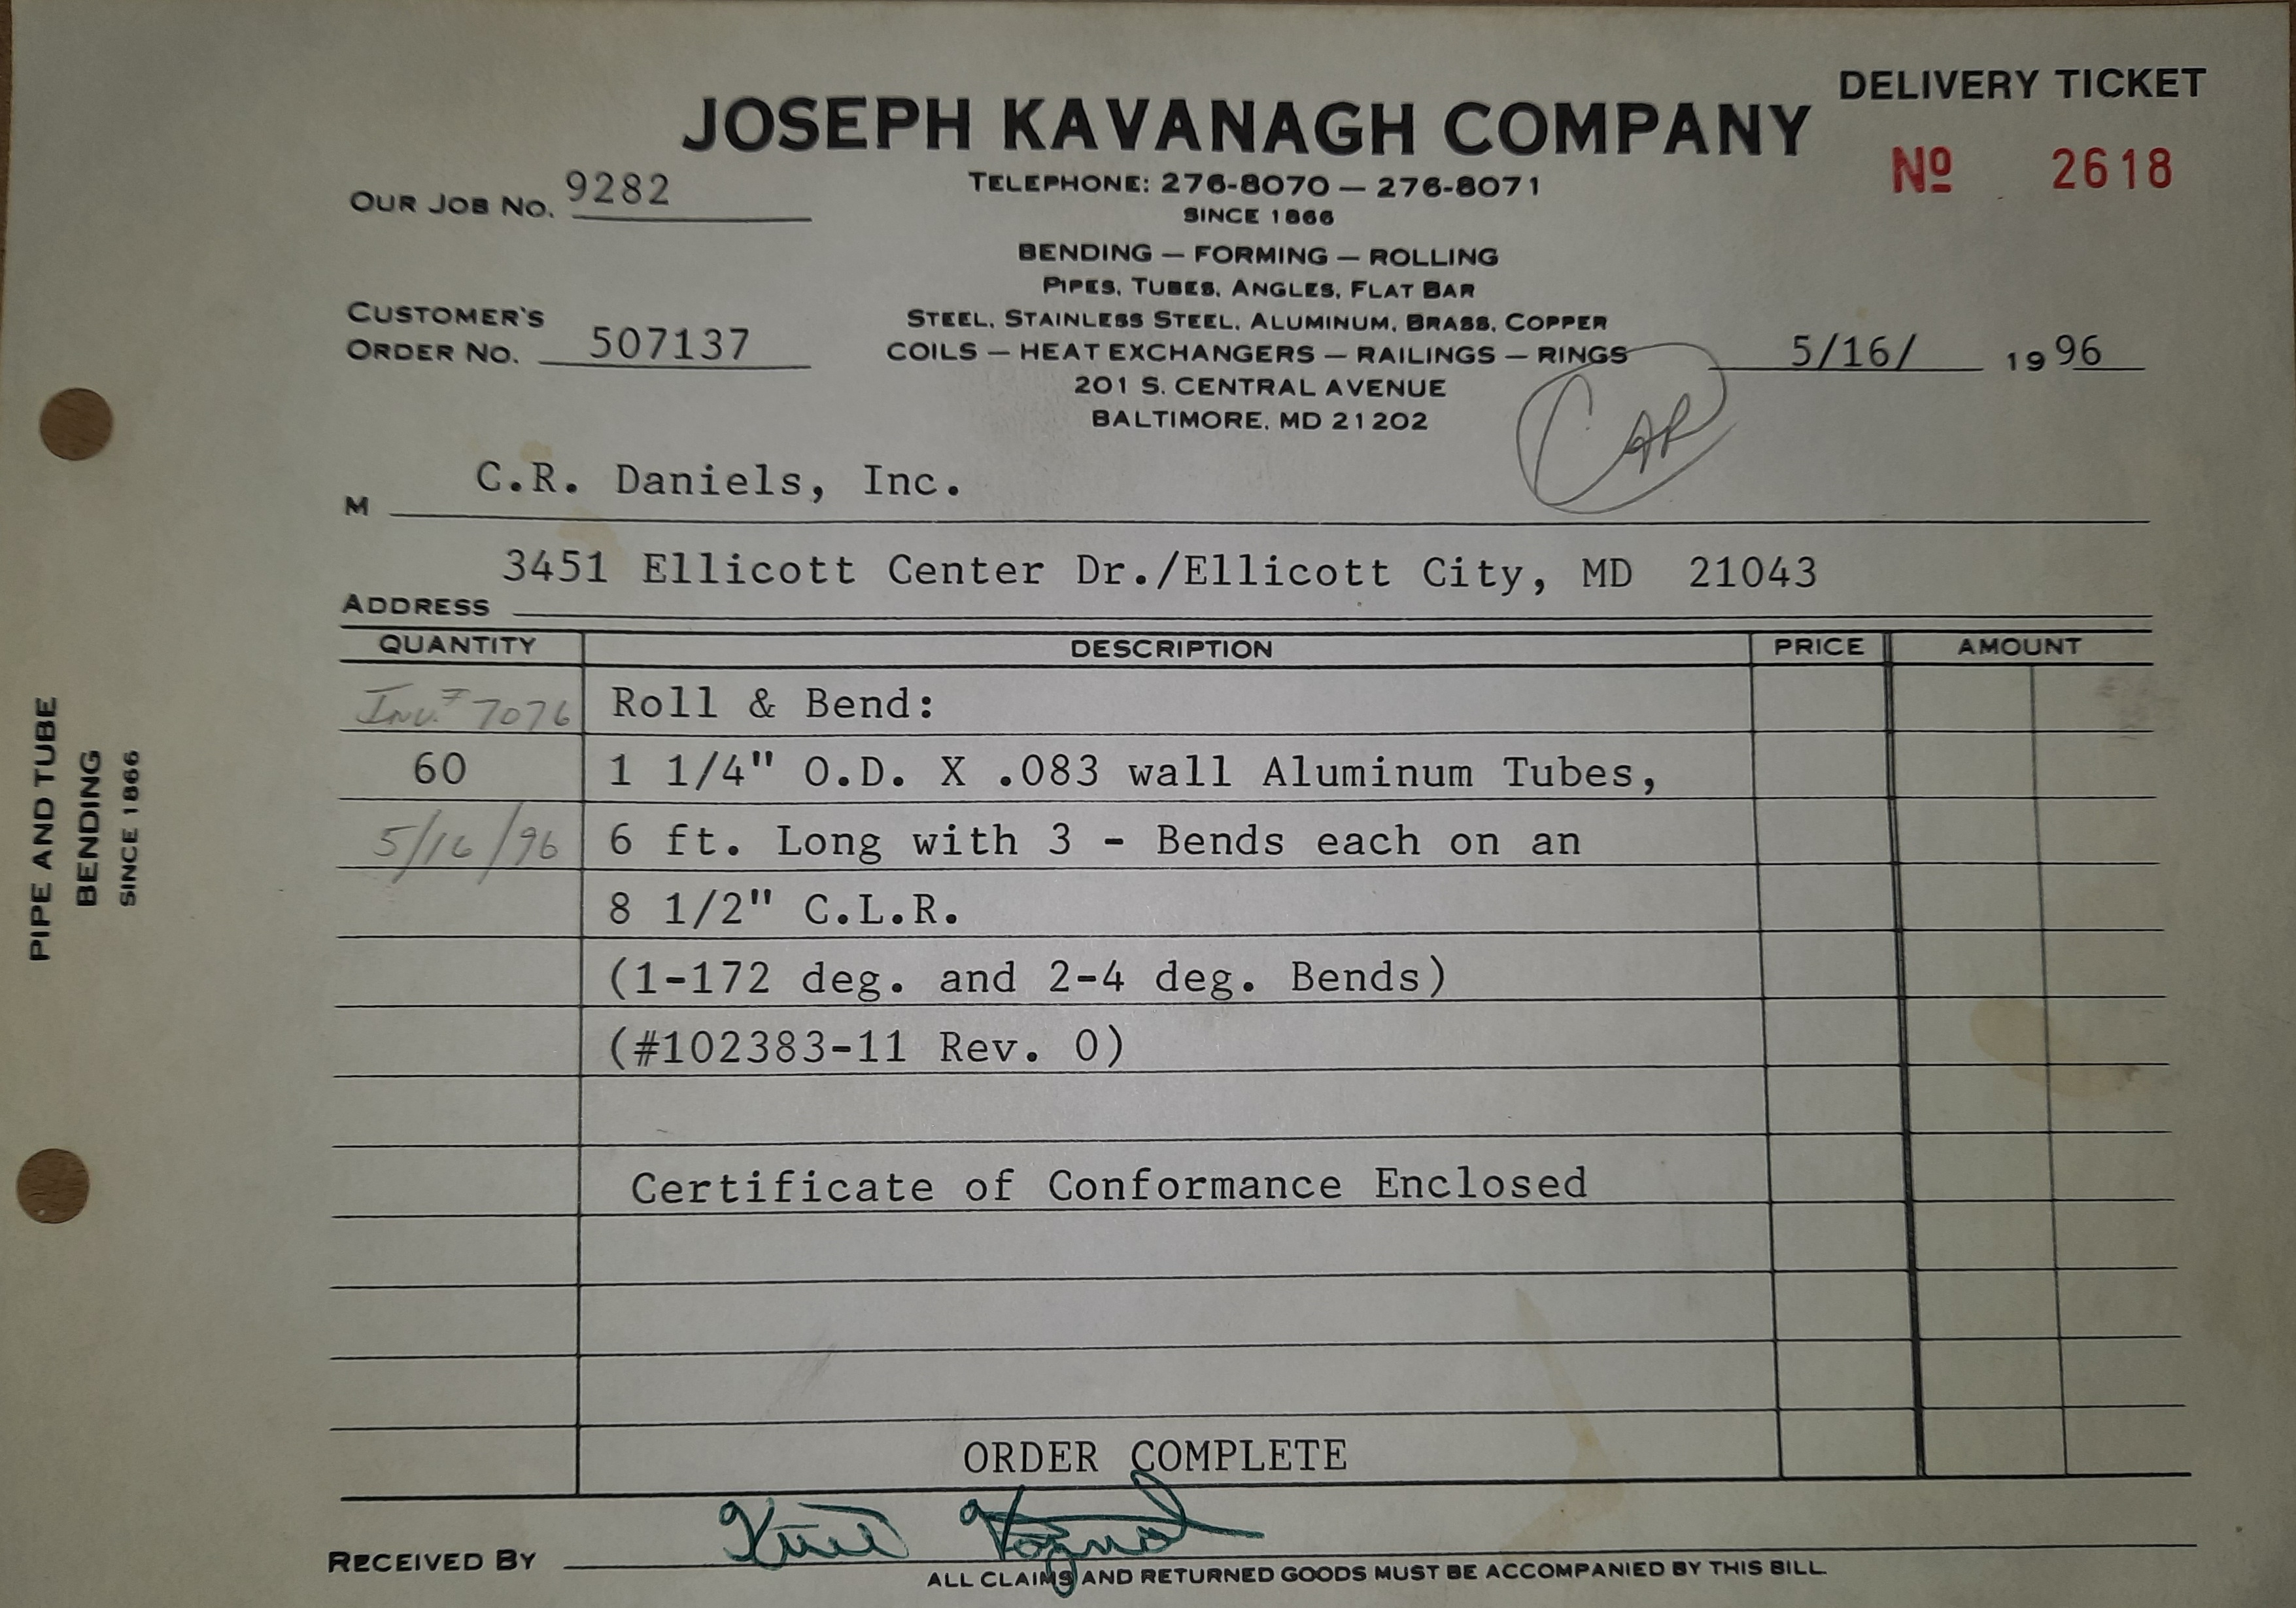 DELIVERY TICKET
JOSEPH KAVANAGH COMPANY
Nº 2618
OUR JOB NO. 9282
TELEPHONE: 276-8070 — 276-8071
SINCE 1866
BENDING — FORMING — ROLLING
PIPES, TUBES, ANGLES, FLAT BAR
STEEL, STAINLESS STEEL, ALUMINUM, BRASS, COPPER
COILS — HEAT EXCHANGERS — RAILINGS — RINGS
201 S. CENTRAL AVENUE
BALTIMORE, MD 21202
CUSTOMER'S
ORDER NO. 507137
5/16/ 1996
M C.R. Daniels, Inc.
ADDRESS 3451 Ellicott Center Dr./Ellicott City, MD 21043
QUANTITY DESCRIPTION PRICE AMOUNT
Inv.# 7076 Roll & Bend:
60 1 1/4" O.D. X .083 wall Aluminum Tubes,
5/16/96 6 ft. Long with 3 - Bends each on an
8 1/2" C.L.R.
(1-172 deg. and 2-4 deg. Bends)
(#102383-11 Rev. 0)
Certificate of Conformance Enclosed
ORDER COMPLETE
RECEIVED BY
ALL CLAIMS AND RETURNED GOODS MUST BE ACCOMPANIED BY THIS BILL
PIPE AND TUBE
BENDING
SINCE 1866